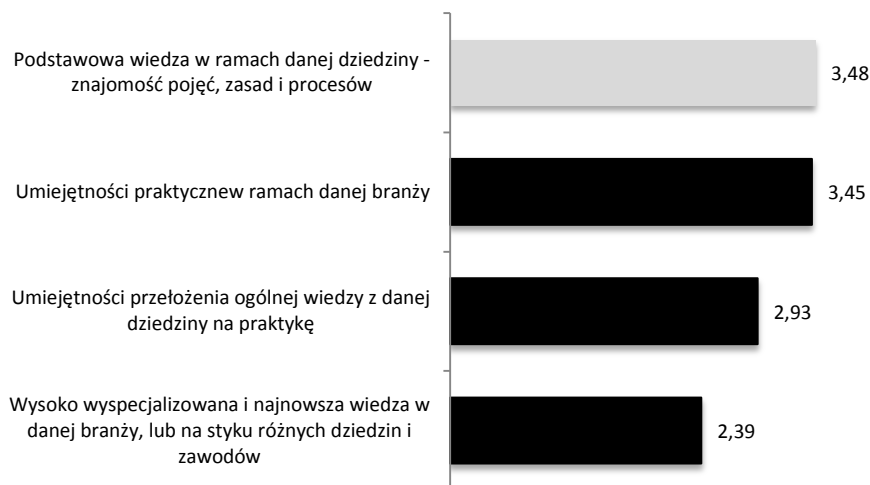 Podstawowa wiedza w ramach danej dziedziny -
znajomość pojęć, zasad i procesów
3,48
Umiejętności praktycznew ramach danej branży
3,45
Umiejętności przełożenia ogólnej wiedzy z danej
dziedziny na praktykę
2,93
Wysoko wyspecjalizowana i najnowsza wiedza w
danej branży, lub na styku różnych dziedzin i
zawodów
2,39